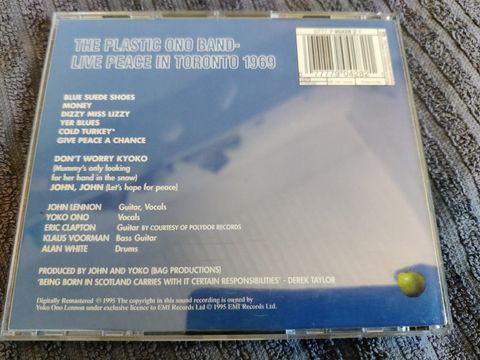 THE PLASTIC ONO BAND-
LIVE PEACE IN TORONTO 1969
BLUE SUEDE SHOES
MONEY
DIZZY MISS LIZZY
YER BLUES
COLD TURKEY*
GIVE PEACE A CHANCE
DON'T WORRY KYOKO
(Mummy's only looking
for her hand in the snow)
JOHN, JOHN (Let's hope for peace)
JOHN LENNON Guitar, Vocals
YOKO ONO Vocals
ERIC CLAPTON Guitar BY COURTESY OF POLYDOR RECORDS
KLAUS VOORMAN Bass Guitar
ALAN WHITE Drums
PRODUCED BY JOHN AND YOKO (BAG PRODUCTIONS)
'BEING BORN IN SCOTLAND CARRIES WITH IT CERTAIN RESPONSIBILITIES' - DEREK TAYLOR
Digitally Remastered ℗ 1995 The copyright in this sound recording is owned by
Yoko Ono Lennon under exclusive licence to EMI Records Ltd © 1995 EMI Records Ltd.